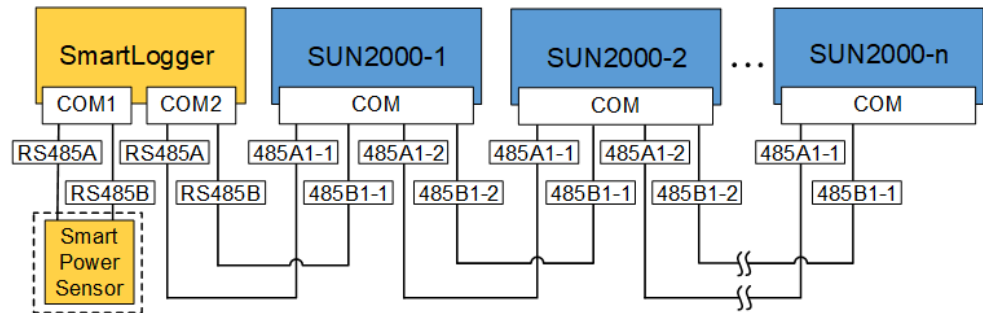 SmartLogger
SUN2000-1
SUN2000-2
...
SUN2000-n
COM1
COM2
COM
COM
COM
RS485A
RS485A
485A1-1
485A1-2
485A1-1
485A1-2
485A1-1
RS485B
RS485B
485B1-1
485B1-2
485B1-1
485B1-2
485B1-1
Smart
Power
Sensor